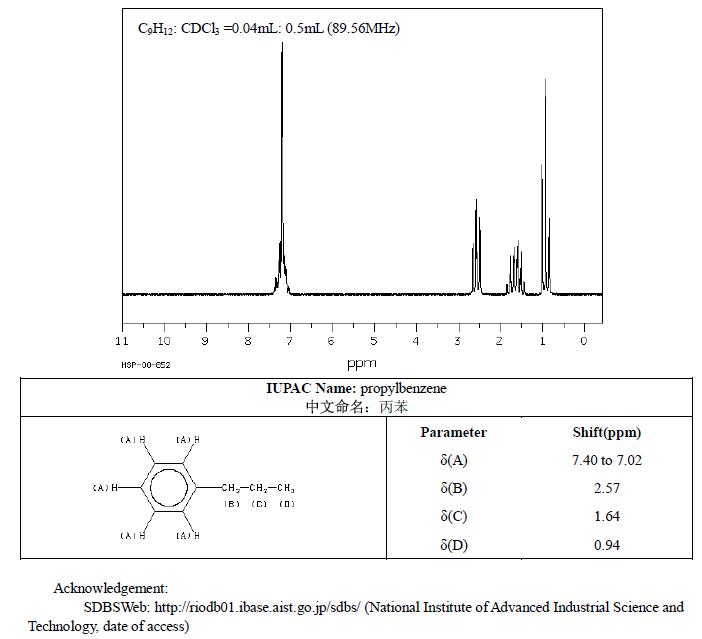 C₉H₁₂: CDCl₃ =0.04mL: 0.5mL (89.56MHz)
11 10 9 8 7 6 5 4 3 2 1 0
HSP-00-652 ppm
IUPAC Name: propylbenzene
中文命名：丙苯
Parameter Shift(ppm)
(A)H (A)H
δ(A) 7.40 to 7.02
(A)H CH₂-CH₂-CH₃
δ(B) 2.57
(B) (C) (D)
δ(C) 1.64
(A)H (A)H
δ(D) 0.94
Acknowledgement:
SDBSWeb: http://riodb01.ibase.aist.go.jp/sdbs/ (National Institute of Advanced Industrial Science and
Technology, date of access)